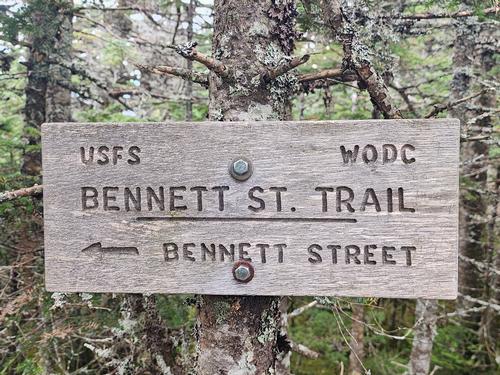 USFS WODC
BENNETT ST. TRAIL
BENNETT STREET